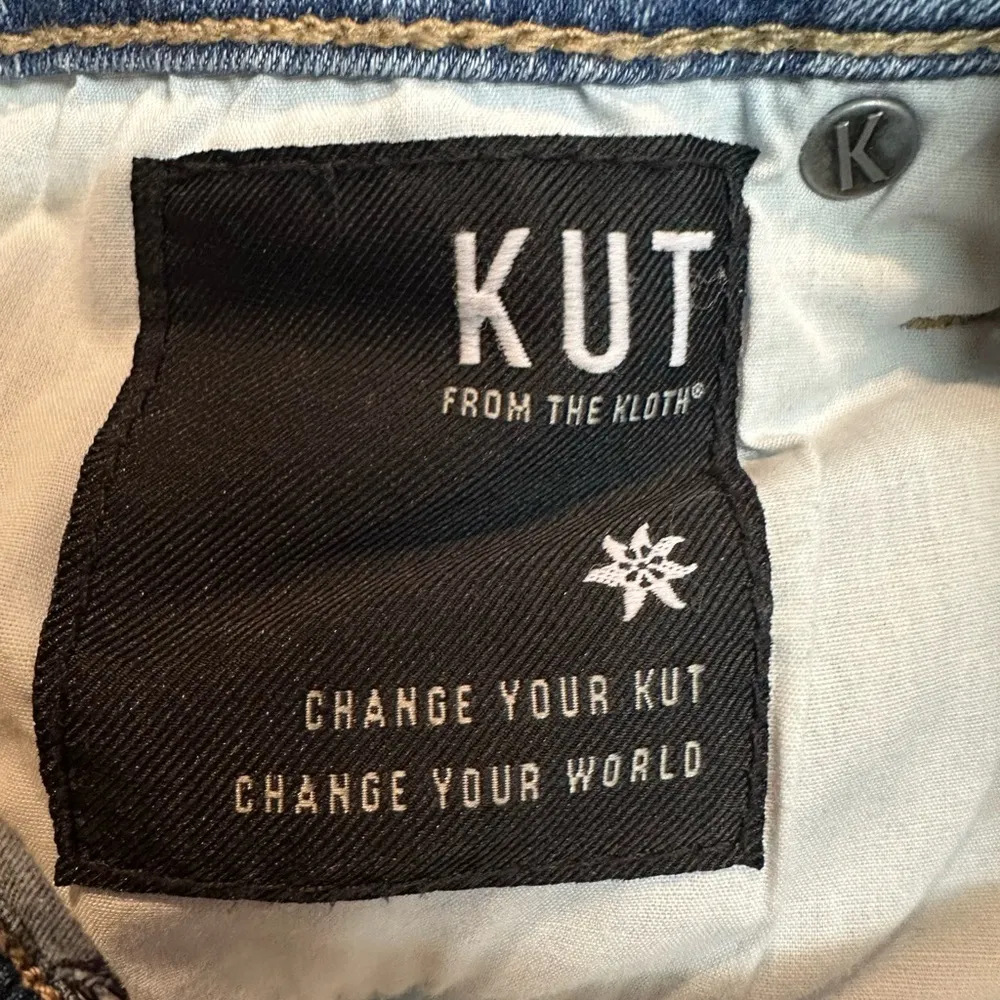 K
KUT
FROM THE KLOTH®
CHANGE YOUR KUT
CHANGE YOUR WORLD